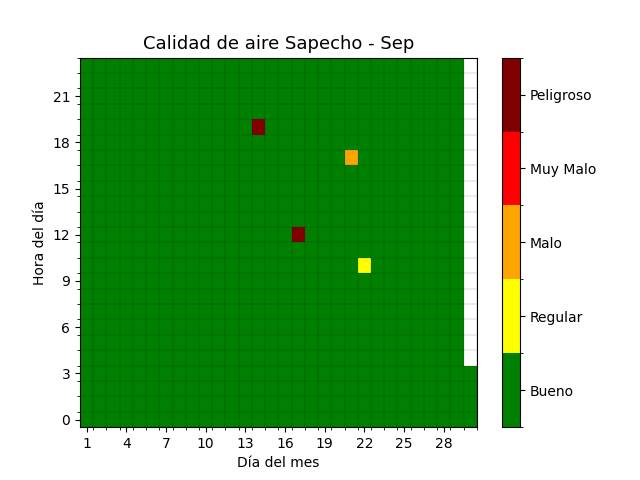 Calidad de aire Sapecho - Sep
Hora del día
21
18
15
12
9
6
3
0
1 4 7 10 13 16 19 22 25 28
Día del mes
Peligroso
Muy Malo
Malo
Regular
Bueno